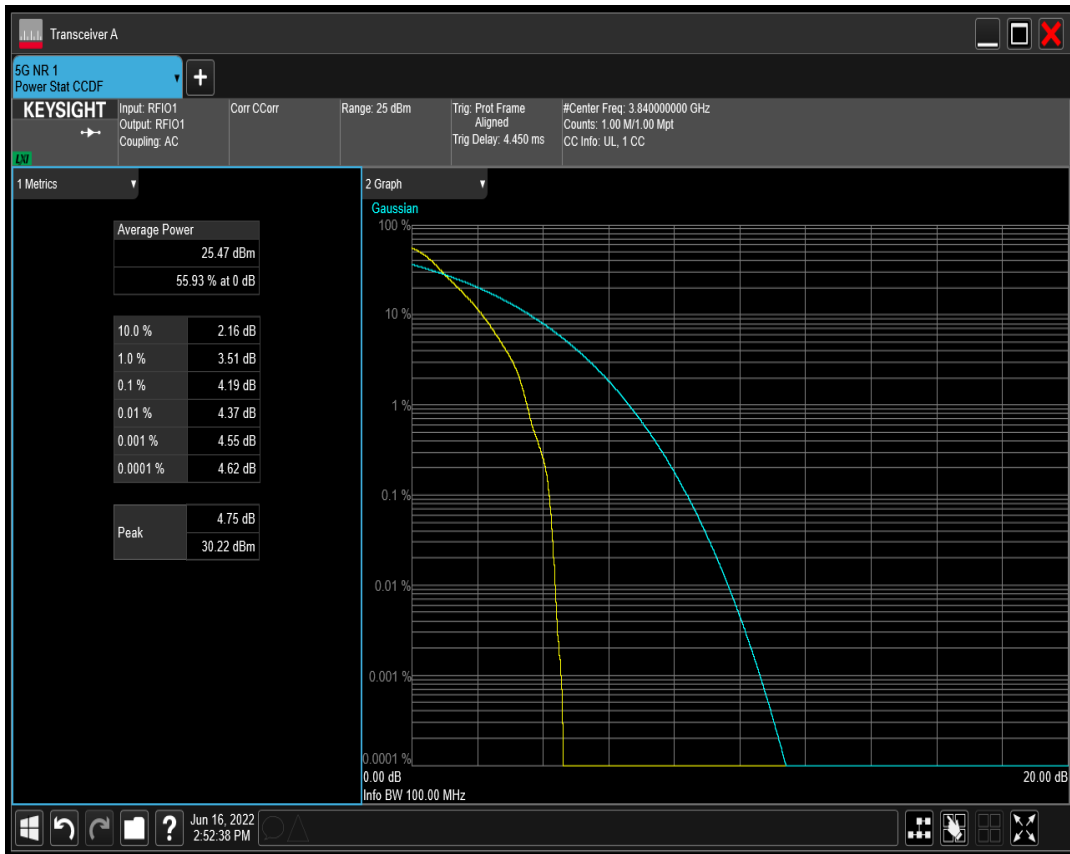 Transceiver A
5G NR 1
Power Stat CCDF
+
KEYSIGHT
LXI
Input: RFIO1
Output: RFIO1
Coupling: AC
Corr CCorr
Range: 25 dBm
Trig: Prot Frame
Aligned
Trig Delay: 4.450 ms
#Center Freq: 3.840000000 GHz
Counts: 1.00 M/1.00 Mpt
CC Info: UL, 1 CC
1 Metrics
Average Power
25.47 dBm
55.93 % at 0 dB
10.0 % 2.16 dB
1.0 % 3.51 dB
0.1 % 4.19 dB
0.01 % 4.37 dB
0.001 % 4.55 dB
0.0001 % 4.62 dB
Peak
4.75 dB
30.22 dBm
2 Graph
Gaussian
100 %
10 %
1 %
0.1 %
0.01 %
0.001 %
0.0001 %
0.00 dB 20.00 dB
Info BW 100.00 MHz
?
Jun 16, 2022
2:52:38 PM